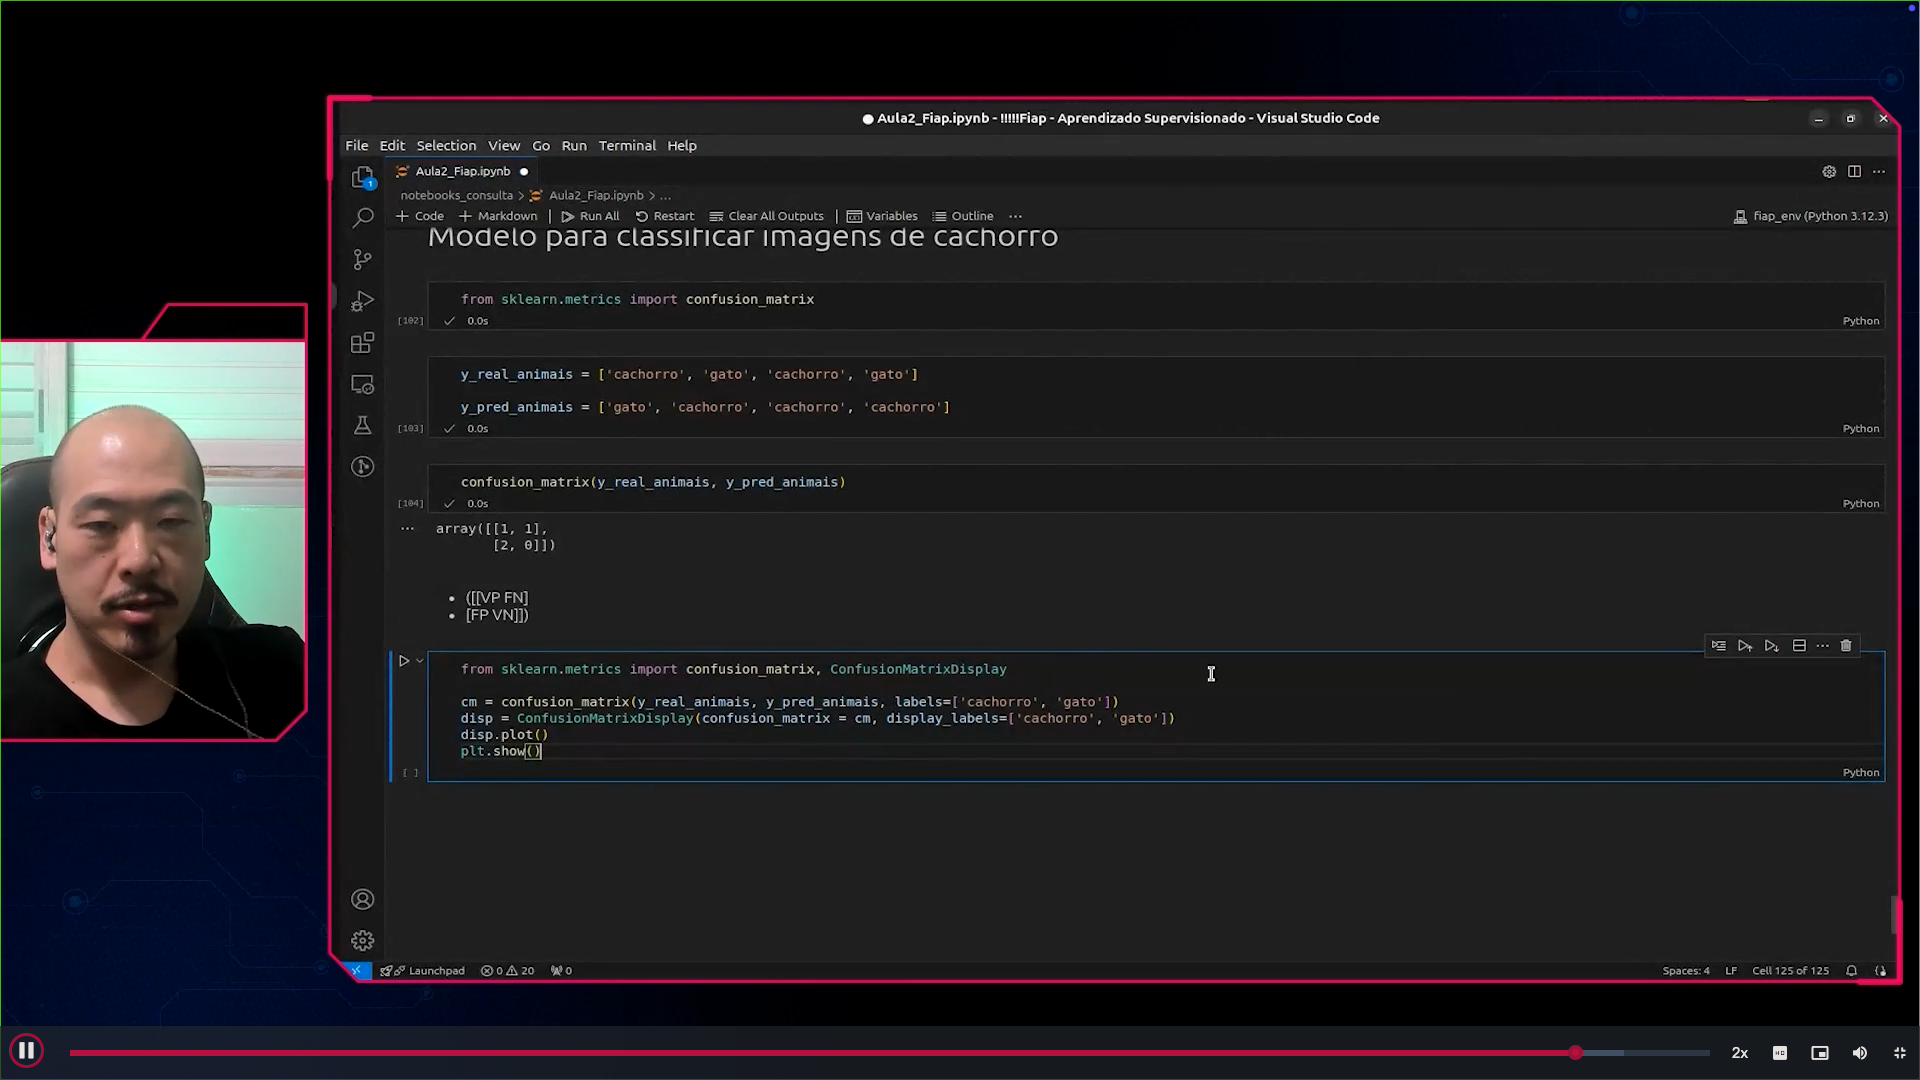 Aula2_Fiap.ipynb - !!!!!Fiap - Aprendizado Supervisionado - Visual Studio Code
File Edit Selection View Go Run Terminal Help
Aula2_Fiap.ipynb
notebooks_consulta > Aula2_Fiap.ipynb > ...
+ Code + Markdown | Run All Restart Clear All Outputs | Variables Outline ... fiap_env (Python 3.12.3)
Modelo para classificar imagens de cachorro
from sklearn.metrics import confusion_matrix
[102] ✓ 0.0s Python
y_real_animais = ['cachorro', 'gato', 'cachorro', 'gato']
y_pred_animais = ['gato', 'cachorro', 'cachorro', 'cachorro']
[103] ✓ 0.0s Python
confusion_matrix(y_real_animais, y_pred_animais)
[104] ✓ 0.0s Python
... array([[1, 1],
[2, 0]])
• ([[VP FN]
• [FP VN]])
from sklearn.metrics import confusion_matrix, ConfusionMatrixDisplay
cm = confusion_matrix(y_real_animais, y_pred_animais, labels=['cachorro', 'gato'])
disp = ConfusionMatrixDisplay(confusion_matrix = cm, display_labels=['cachorro', 'gato'])
disp.plot()
plt.show()
[ ] Python
Launchpad 0 20 0 Spaces: 4 LF Cell 125 of 125
2x HD